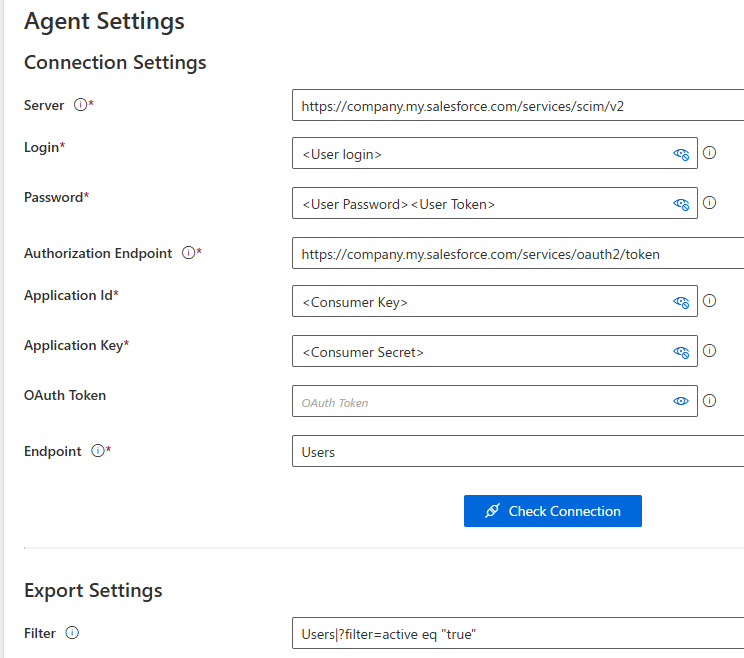 Agent Settings
Connection Settings
Server * https://company.my.salesforce.com/services/scim/v2
Login* <User login>
Password* <User Password><User Token>
Authorization Endpoint * https://company.my.salesforce.com/services/oauth2/token
Application Id* <Consumer Key>
Application Key* <Consumer Secret>
OAuth Token OAuth Token
Endpoint * Users
Check Connection
Export Settings
Filter Users|?filter=active eq "true"